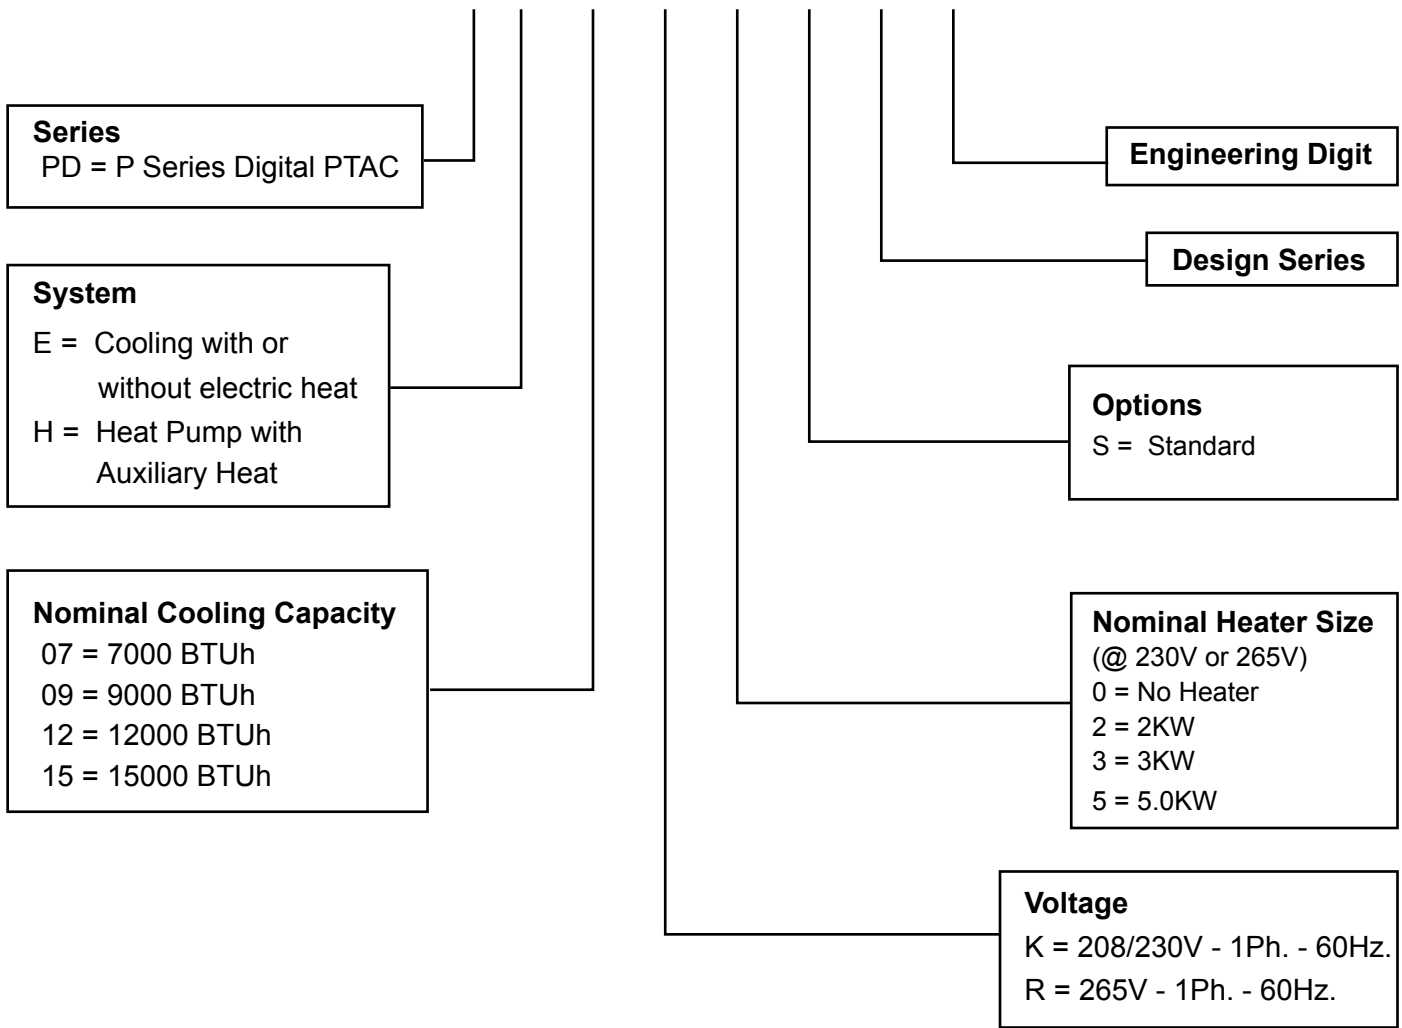 Series
PD = P Series Digital PTAC
System
E = Cooling with or
without electric heat
H = Heat Pump with
Auxiliary Heat
Nominal Cooling Capacity
07 = 7000 BTUh
09 = 9000 BTUh
12 = 12000 BTUh
15 = 15000 BTUh
Engineering Digit
Design Series
Options
S = Standard
Nominal Heater Size
(@ 230V or 265V)
0 = No Heater
2 = 2KW
3 = 3KW
5 = 5.0KW
Voltage
K = 208/230V - 1Ph. - 60Hz.
R = 265V - 1Ph. - 60Hz.